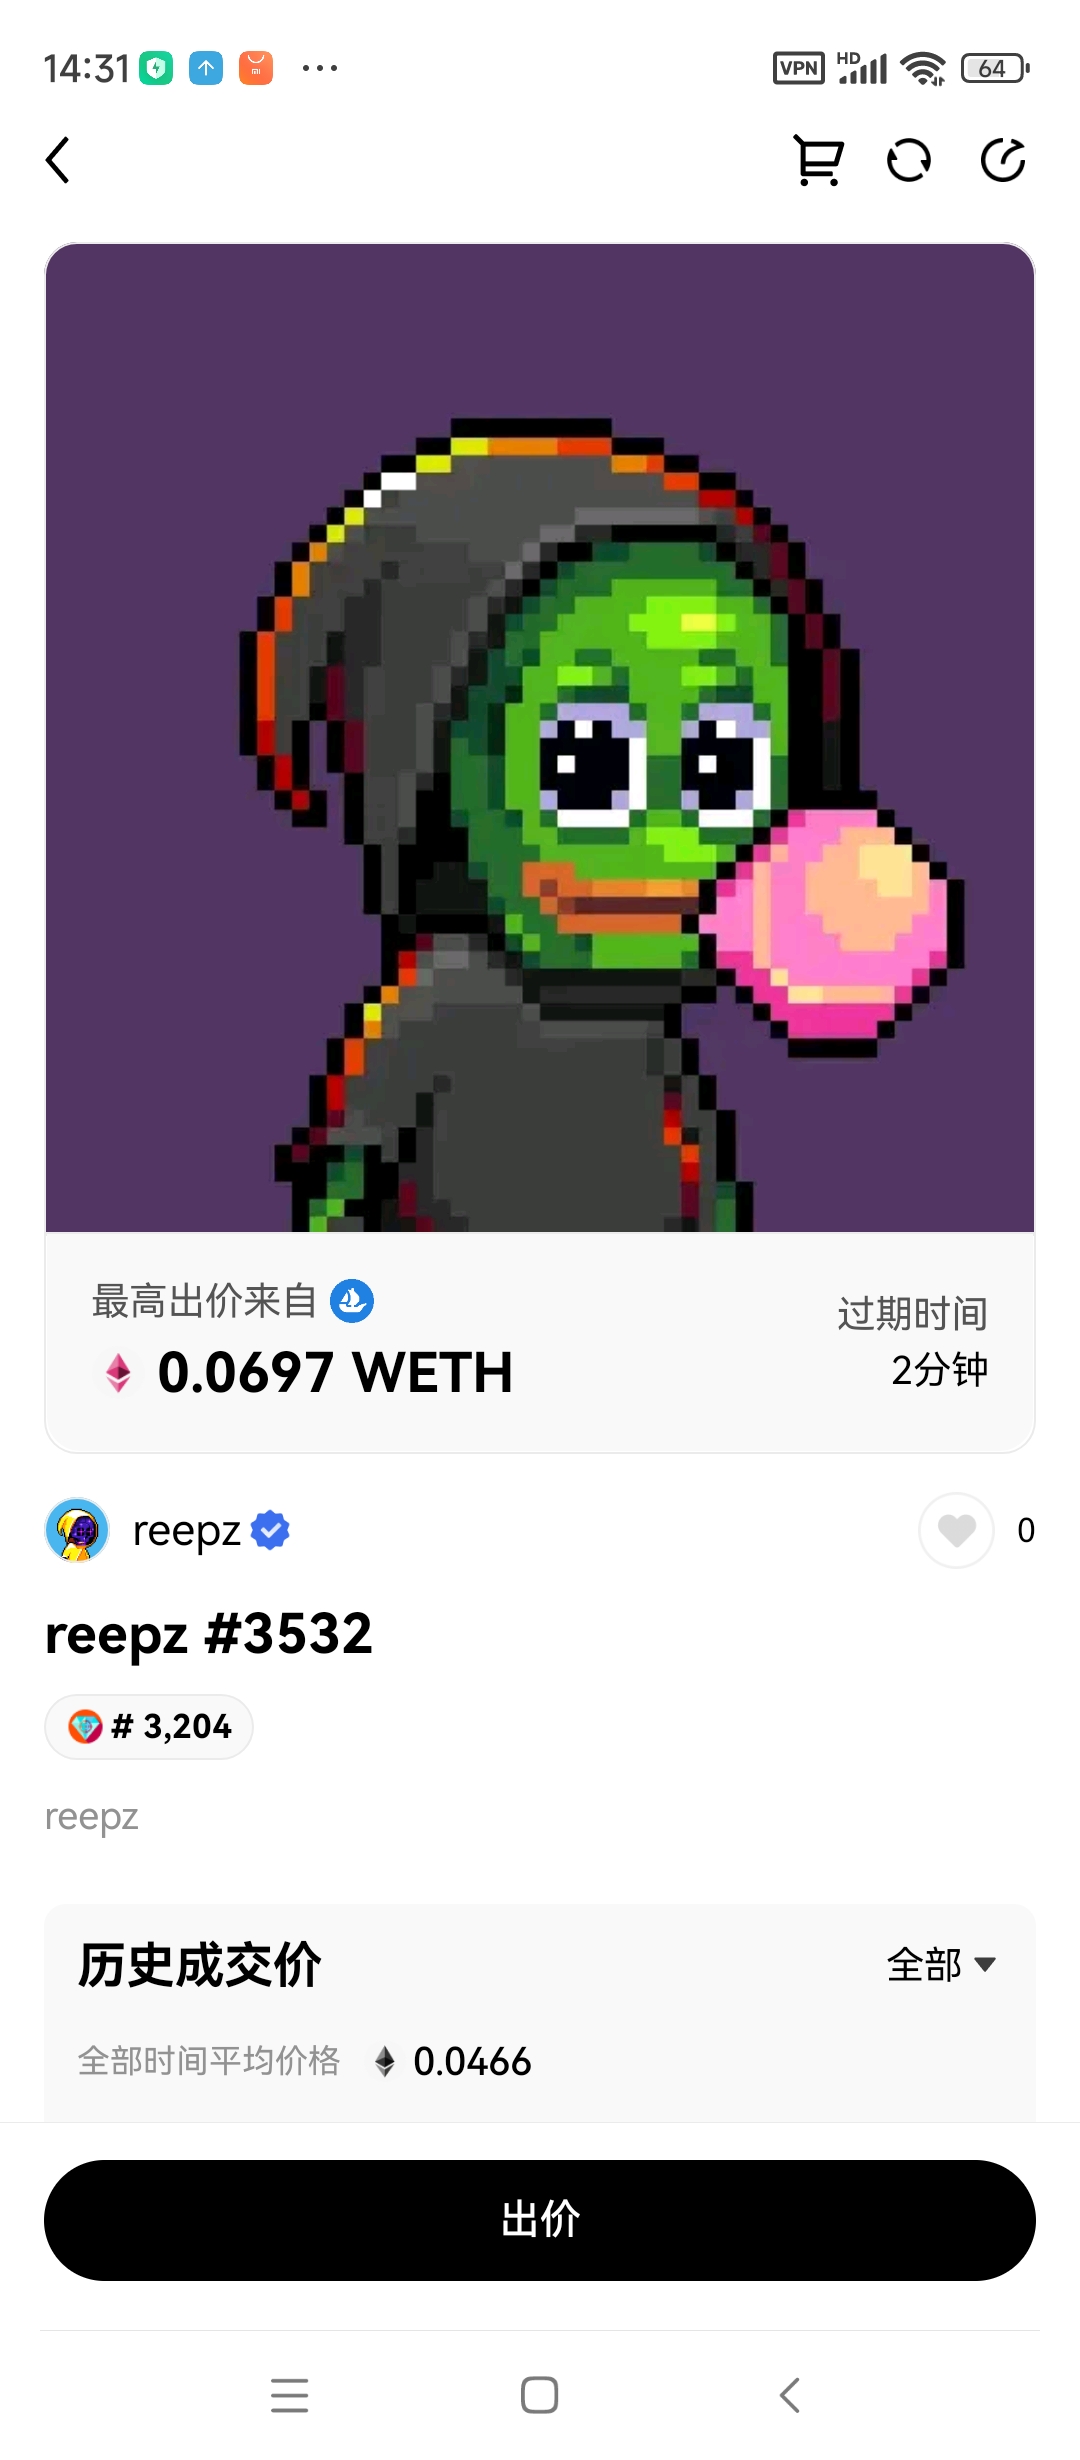 14:31
VPN HD 64
最高出价来自
过期时间
0.0697 WETH
2分钟
reepz
0
reepz #3532
# 3,204
reepz
历史成交价
全部
全部时间平均价格 0.0466
出价